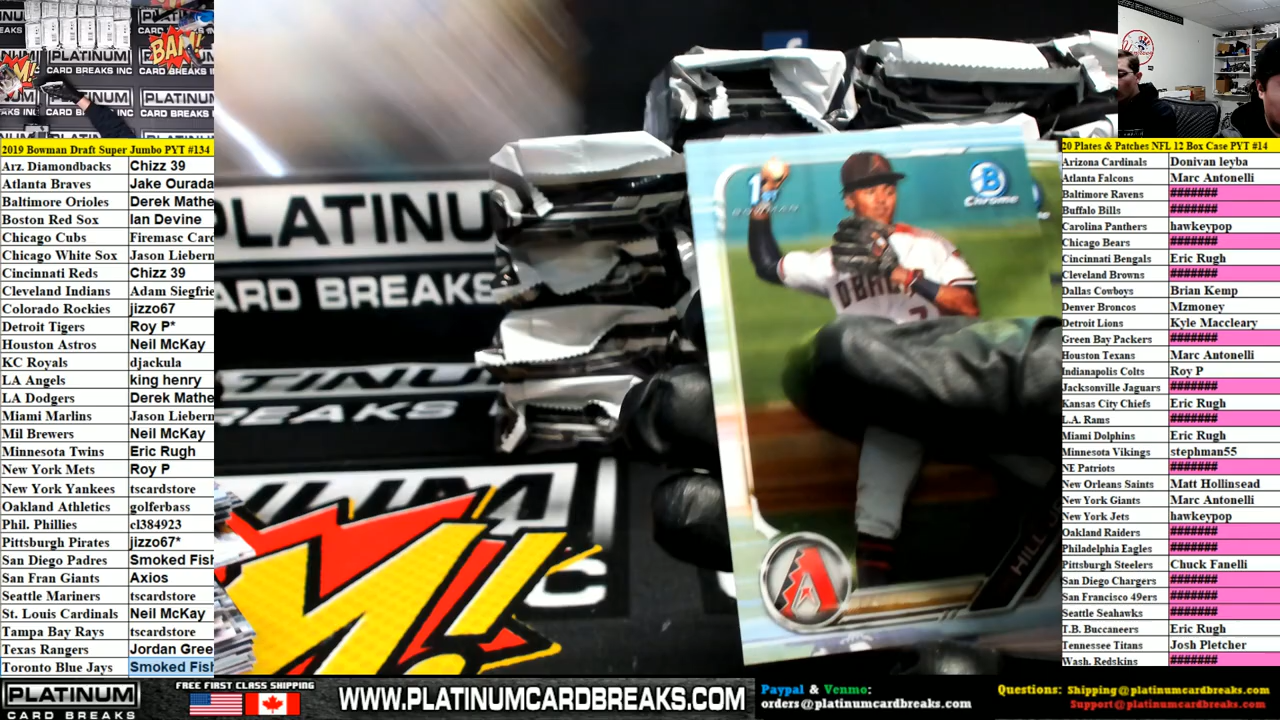 PLATINUM
CARD BREAKS INC
BAM!
2019 Bowman Draft Super Jumbo PYT #134
Arz. Diamondbacks Chizz 39
Atlanta Braves Jake Ourada
Baltimore Orioles Derek Mathe
Boston Red Sox Ian Devine
Chicago Cubs Firemasc Card
Chicago White Sox Jason Liebern
Cincinnati Reds Chizz 39
Cleveland Indians Adam Siegfrie
Colorado Rockies jizzo67
Detroit Tigers Roy P*
Houston Astros Neil McKay
KC Royals djackula
LA Angels king henry
LA Dodgers Derek Mathe
Miami Marlins Jason Liebern
Mil Brewers Neil McKay
Minnesota Twins Eric Rugh
New York Mets Roy P
New York Yankees tscardstore
Oakland Athletics golferbass
Phil. Phillies cl384923
Pittsburgh Pirates jizzo67*
San Diego Padres Smoked Fish
San Fran Giants Axios
Seattle Mariners tscardstore
St. Louis Cardinals Neil McKay
Tampa Bay Rays tscardstore
Texas Rangers Jordan Gree
Toronto Blue Jays Smoked Fish
PLATINU
ARD BREAKS
B
Chrome
A
20 Plates & Patches NFL 12 Box Case PYT #14
Arizona Cardinals Donivan leyba
Atlanta Falcons Marc Antonelli
Baltimore Ravens #######
Buffalo Bills #######
Carolina Panthers hawkeypop
Chicago Bears #######
Cincinnati Bengals Eric Rugh
Cleveland Browns #######
Dallas Cowboys Brian Kemp
Denver Broncos Mzmoney
Detroit Lions Kyle Maccleary
Green Bay Packers #######
Houston Texans Marc Antonelli
Indianapolis Colts Roy P
Jacksonville Jaguars #######
Kansas City Chiefs Eric Rugh
L.A. Rams #######
Miami Dolphins Eric Rugh
Minnesota Vikings stephman55
NE Patriots #######
New Orleans Saints Matt Hollinsead
New York Giants Marc Antonelli
New York Jets hawkeypop
Oakland Raiders #######
Philadelphia Eagles #######
Pittsburgh Steelers Chuck Fanelli
San Diego Chargers #######
San Francisco 49ers #######
Seattle Seahawks #######
T.B. Buccaneers Eric Rugh
Tennessee Titans Josh Pletcher
Wash. Redskins #######
PLATINUM
CARD BREAKS
FREE FIRST CLASS SHIPPING
WWW.PLATINUMCARDBREAKS.COM
Paypal & Venmo:
orders@platinumcardbreaks.com
Questions: Shipping@platinumcardbreaks.com
Support@platinumcardbreaks.com